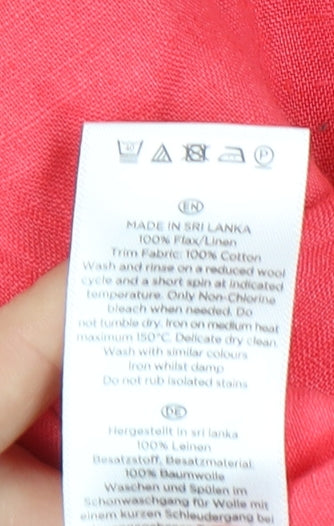 EN
MADE IN SRI LANKA
100% Flax/Linen
Trim Fabric: 100% Cotton
Wash and rinse on a reduced wool
cycle and a short spin at indicated
temperature. Only Non-Chlorine
bleach when needed. Do
not tumble dry. Iron on medium heat
maximum 150°C. Delicate dry clean.
Wash with similar colours
Iron whilst damp
Do not rub isolated stains
DE
Hergestellt in sri lanka
100% Leinen
Besatzstoff, Besatzmaterial:
100% Baumwolle
Waschen und Spülen im
Schonwaschgang für Wolle mit
einem kurzen Schleudergang bei